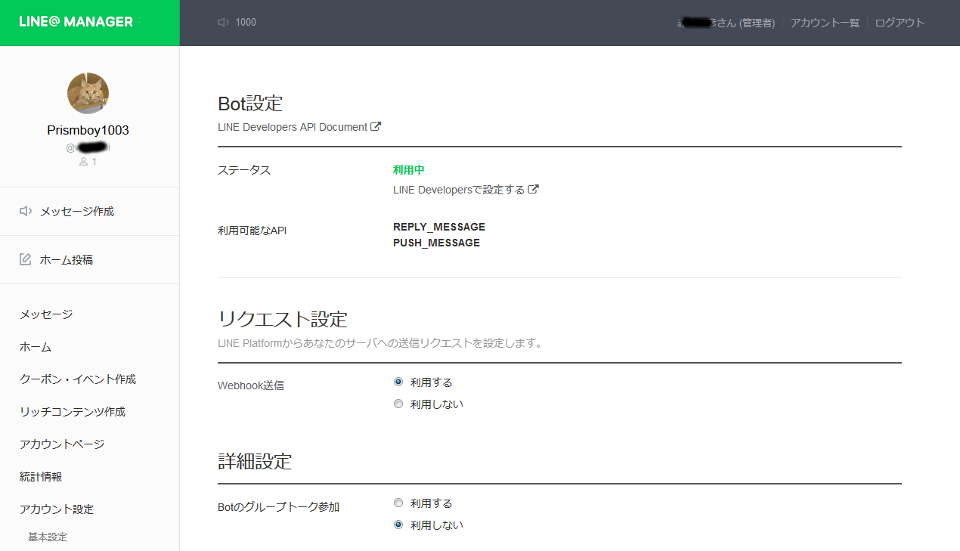 LINE@ MANAGER
1000
さん (管理者)
アカウント一覧
ログアウト
Prismboy1003
@
1
メッセージ作成
ホーム投稿
メッセージ
ホーム
クーポン・イベント作成
リッチコンテンツ作成
アカウントページ
統計情報
アカウント設定
基本設定
Bot設定
LINE Developers API Document
ステータス
利用中
LINE Developersで設定する
利用可能なAPI
REPLY_MESSAGE
PUSH_MESSAGE
リクエスト設定
LINE Platformからあなたのサーバへの送信リクエストを設定します。
Webhook送信
利用する
利用しない
詳細設定
Botのグループトーク参加
利用する
利用しない